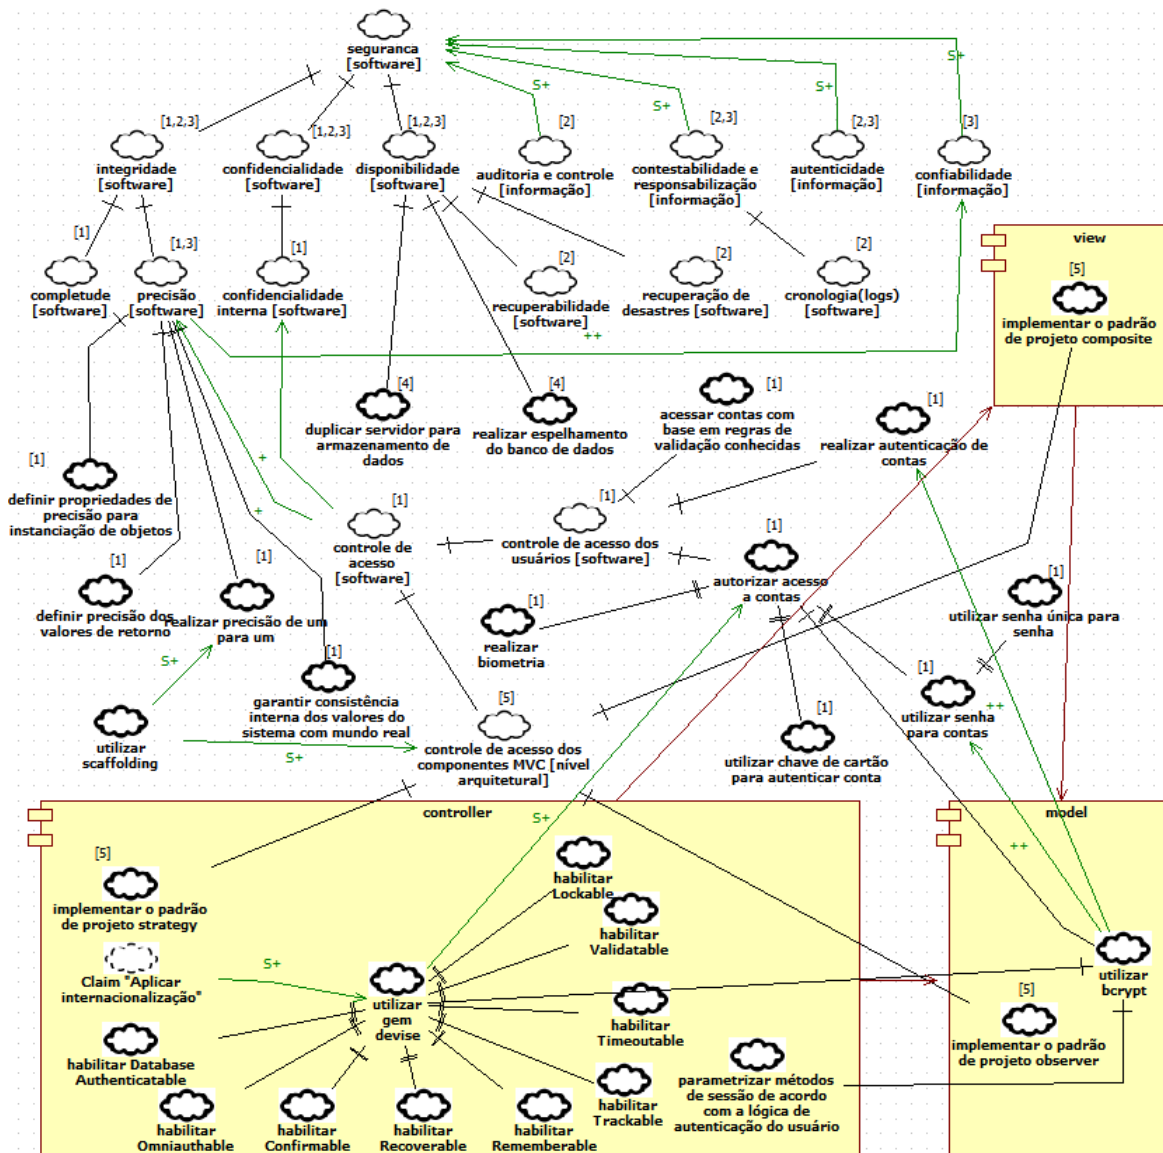 seguranca
[software]
S+
S+
S+
S+
[1,2,3]
[1,2,3]
[1,2,3]
[2]
[2,3]
[2,3]
[3]
integridade
[software]
confidencialidade
[software]
disponibilidade
[software]
auditoria e controle
[informação]
contestabilidade e
responsabilização
[informação]
autenticidade
[informação]
confiabilidade
[informação]
[1]
[1,3]
[1]
[2]
[2]
[2]
completude
[software]
precisão
[software]
confidencialidade
interna [software]
recuperabilidade
[software]
recuperação de
desastres [software]
cronologia(logs)
[software]
++
view
[5]
implementar o padrão
de projeto composite
[4]
duplicar servidor para
armazenamento de
dados
[4]
realizar espelhamento
do banco de dados
[1]
acessar contas com
base em regras de
validação conhecidas
[1]
realizar autenticação de
contas
[1]
definir propriedades de
precisão para
instanciação de objetos
+
+
[1]
controle de
acesso
[software]
[1]
controle de acesso dos
usuários [software]
[1]
autorizar acesso
a contas
[1]
definir precisão dos
valores de retorno
[1]
realizar precisão de um
para um
[1]
realizar
biometria
[1]
utilizar senha única para
senha
S+
[1]
garantir consistência
interna dos valores do
sistema com mundo real
[1]
utilizar senha
para contas
++
utilizar
scaffolding
S+
[5]
controle de acesso dos
componentes MVC [nível
arquitetural]
[1]
utilizar chave de cartão
para autenticar conta
controller
S+
model
++
[5]
implementar o padrão
de projeto strategy
habilitar
Lockable
habilitar
Validatable
Claim "Aplicar
internacionalização"
S+
utilizar
gem
devise
utilizar
bcrypt
habilitar
Timeoutable
[5]
implementar o padrão
de projeto observer
habilitar Database
Authenticatable
parametrizar métodos
de sessão de acordo
com a lógica de
autenticação do usuário
habilitar
Omniauthable
habilitar
Confirmable
habilitar
Recoverable
habilitar
Rememberable
habilitar
Trackable